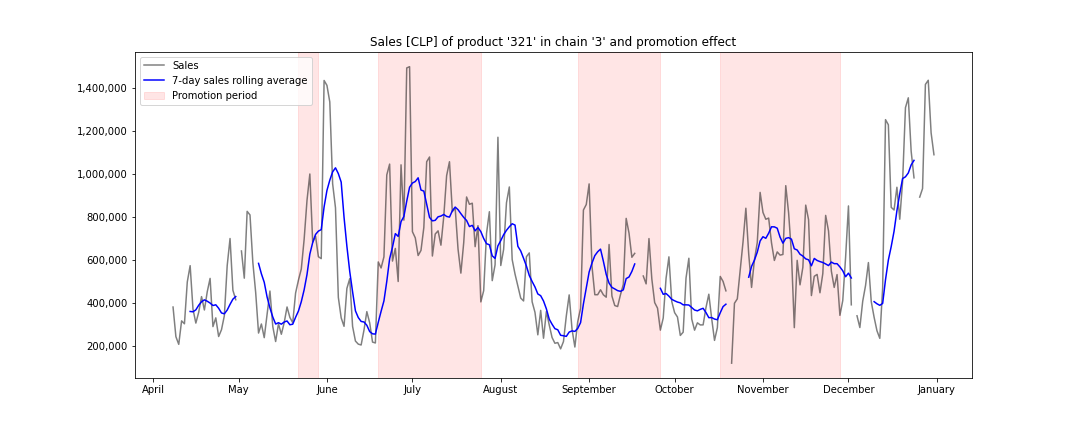 Sales [CLP] of product '321' in chain '3' and promotion effect
Sales
7-day sales rolling average
Promotion period
1,400,000
1,200,000
1,000,000
800,000
600,000
400,000
200,000
April May June July August September October November December January